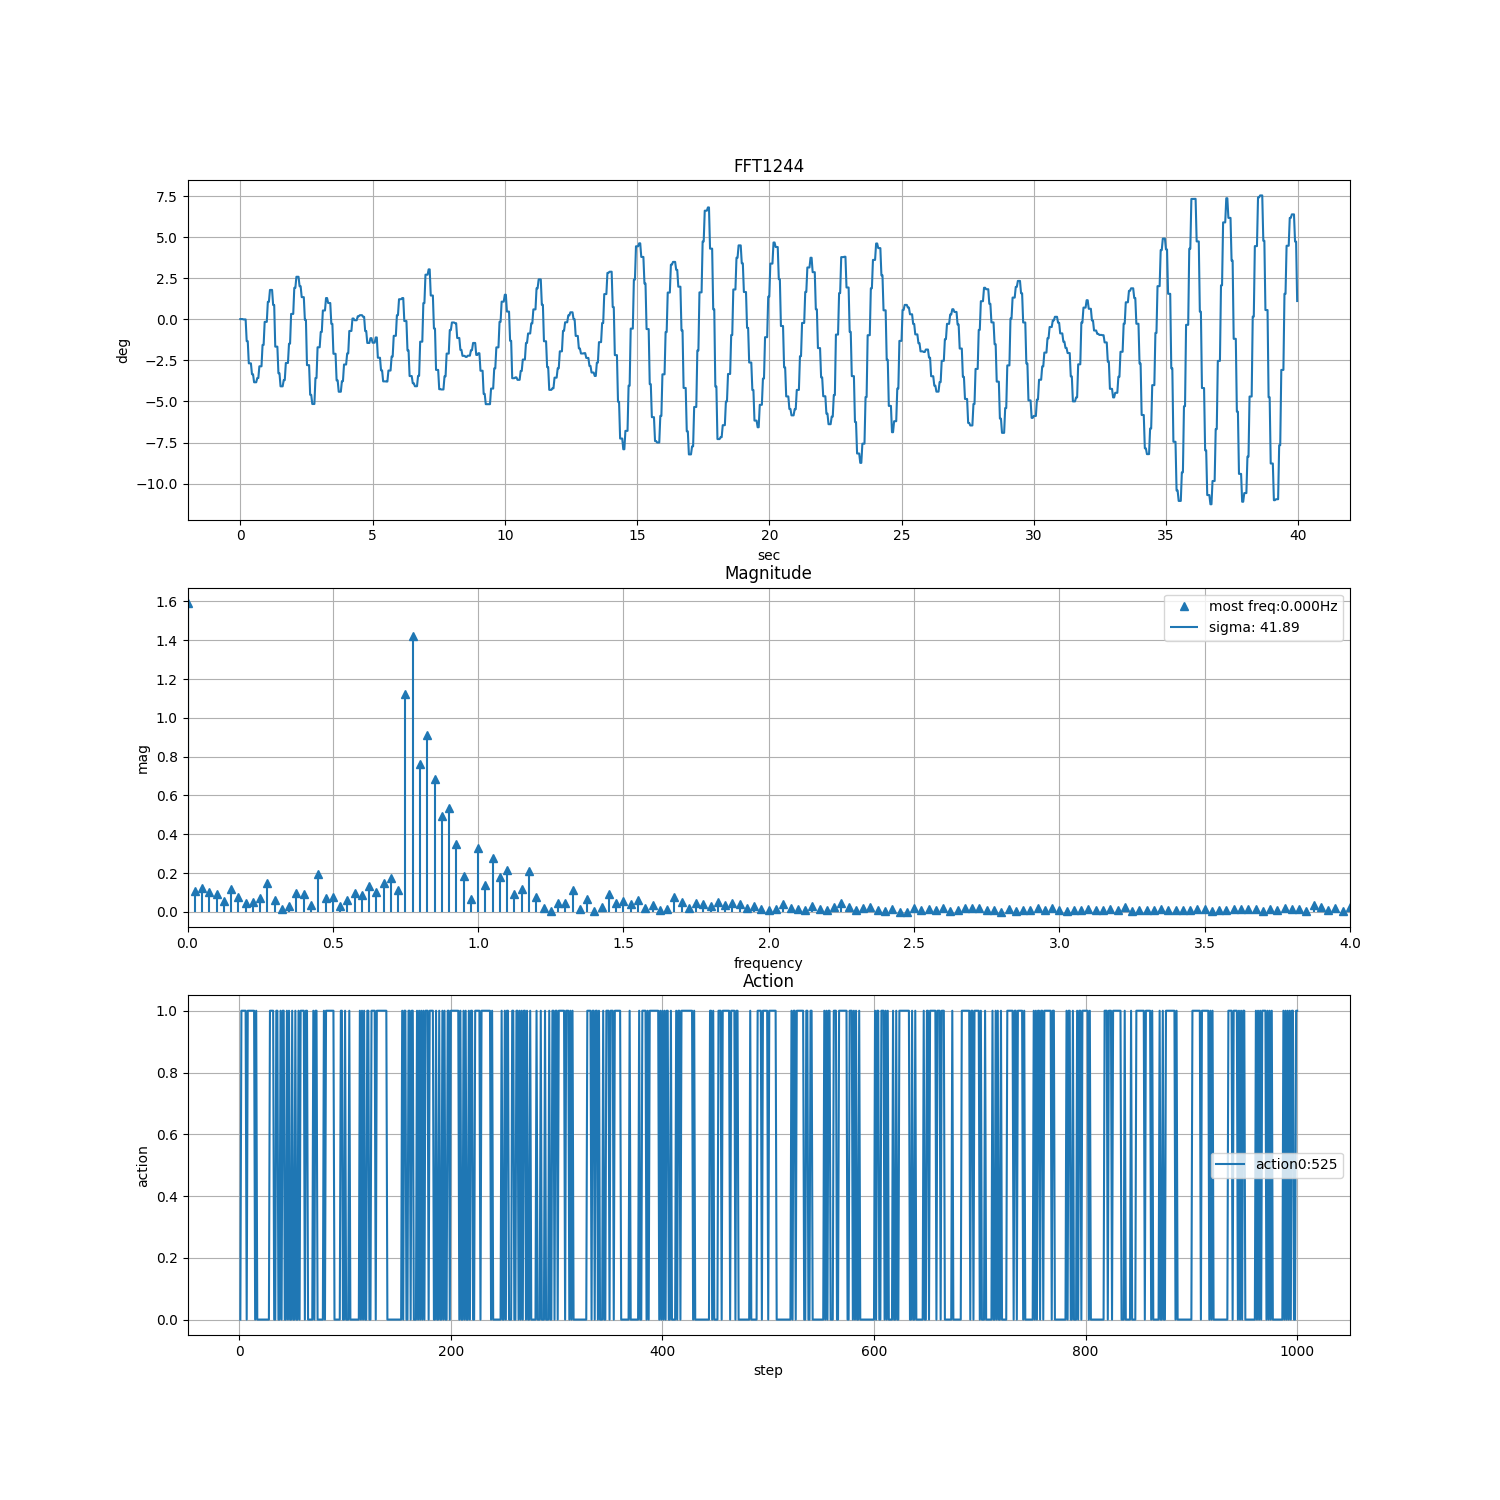 FFT1244
7.5
5.0
2.5
0.0
−2.5
−5.0
−7.5
−10.0
deg
0 5 10 15 20 25 30 35 40
sec
Magnitude
1.6
1.4
1.2
1.0
0.8
0.6
0.4
0.2
0.0
mag
most freq:0.000Hz
sigma: 41.89
0.0 0.5 1.0 1.5 2.0 2.5 3.0 3.5 4.0
frequency
Action
1.0
0.8
0.6
0.4
0.2
0.0
action
action0:525
0 200 400 600 800 1000
step